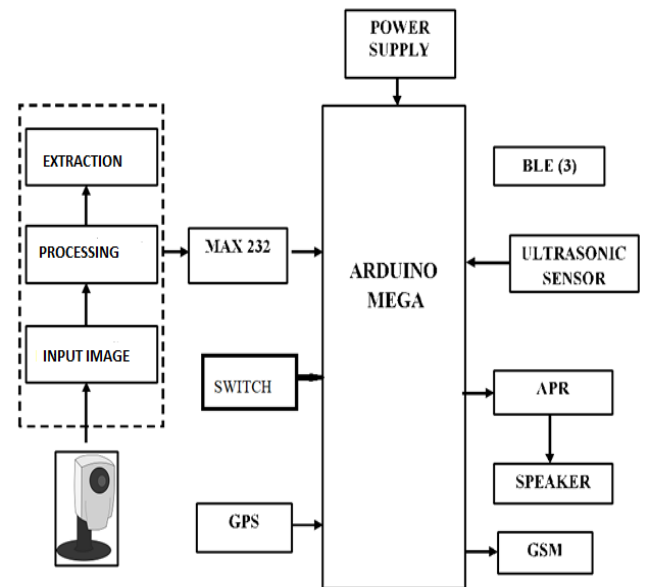 POWER
SUPPLY
EXTRACTION
PROCESSING
INPUT IMAGE
MAX 232
SWITCH
GPS
ARDUINO
MEGA
BLE (3)
ULTRASONIC
SENSOR
APR
SPEAKER
GSM